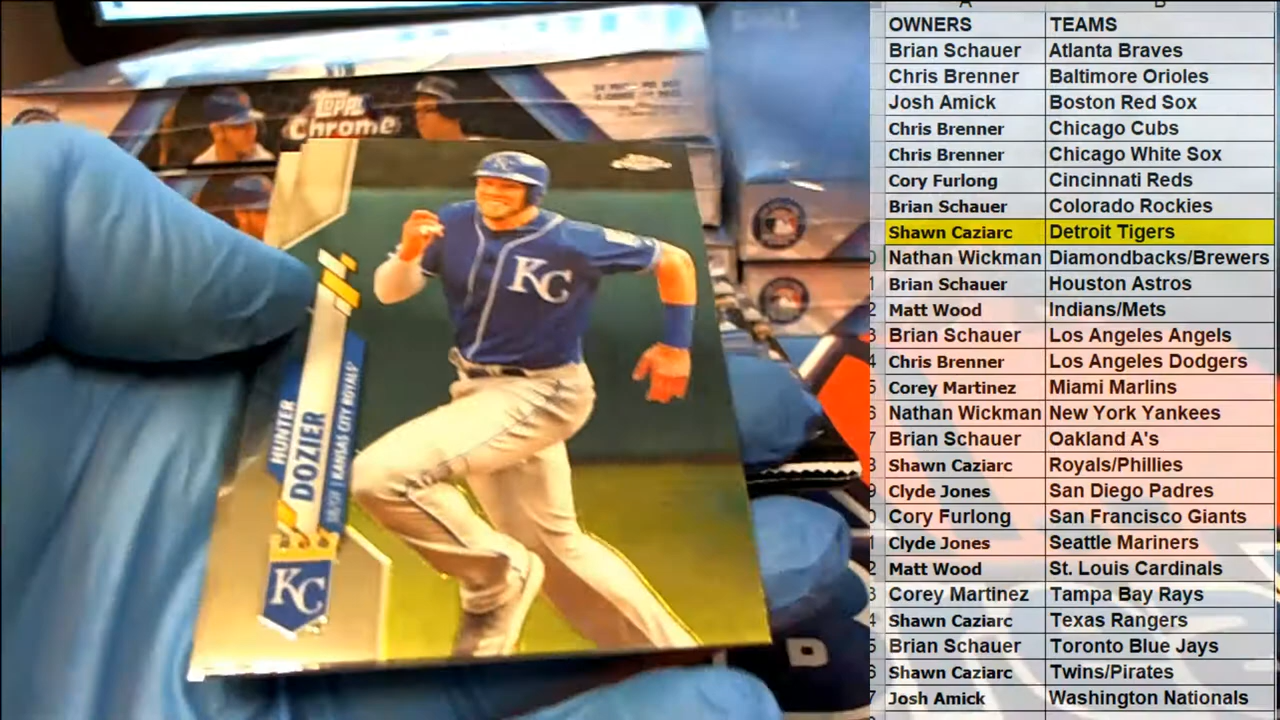 Topps
Chrome
KC
HUNTER
DOZIER
KANSAS CITY ROYALS
KC
A
B
OWNERS TEAMS
Brian Schauer Atlanta Braves
Chris Brenner Baltimore Orioles
Josh Amick Boston Red Sox
Chris Brenner Chicago Cubs
Chris Brenner Chicago White Sox
Cory Furlong Cincinnati Reds
Brian Schauer Colorado Rockies
Shawn Caziarc Detroit Tigers
Nathan Wickman Diamondbacks/Brewers
Brian Schauer Houston Astros
Matt Wood Indians/Mets
Brian Schauer Los Angeles Angels
Chris Brenner Los Angeles Dodgers
Corey Martinez Miami Marlins
Nathan Wickman New York Yankees
Brian Schauer Oakland A's
Shawn Caziarc Royals/Phillies
Clyde Jones San Diego Padres
Cory Furlong San Francisco Giants
Clyde Jones Seattle Mariners
Matt Wood St. Louis Cardinals
Corey Martinez Tampa Bay Rays
Shawn Caziarc Texas Rangers
Brian Schauer Toronto Blue Jays
Shawn Caziarc Twins/Pirates
Josh Amick Washington Nationals